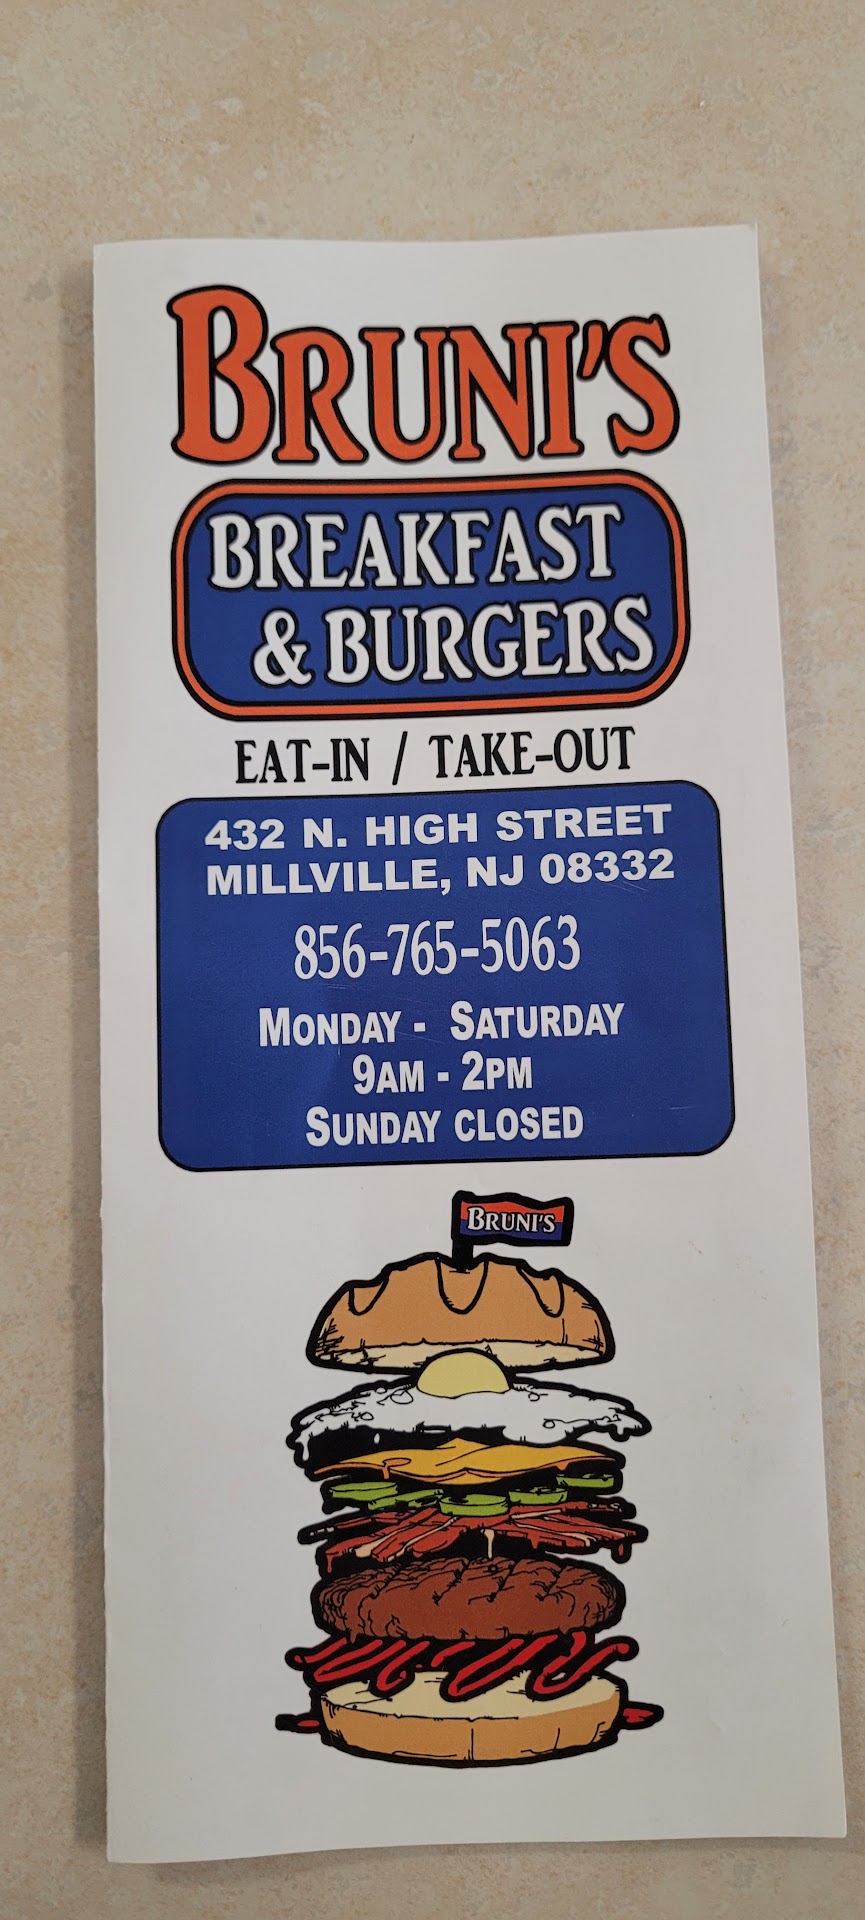 BRUNI'S
BREAKFAST
& BURGERS
EAT-IN / TAKE-OUT
432 N. HIGH STREET
MILLVILLE, NJ 08332
856-765-5063
MONDAY - SATURDAY
9AM - 2PM
SUNDAY CLOSED
BRUNI'S